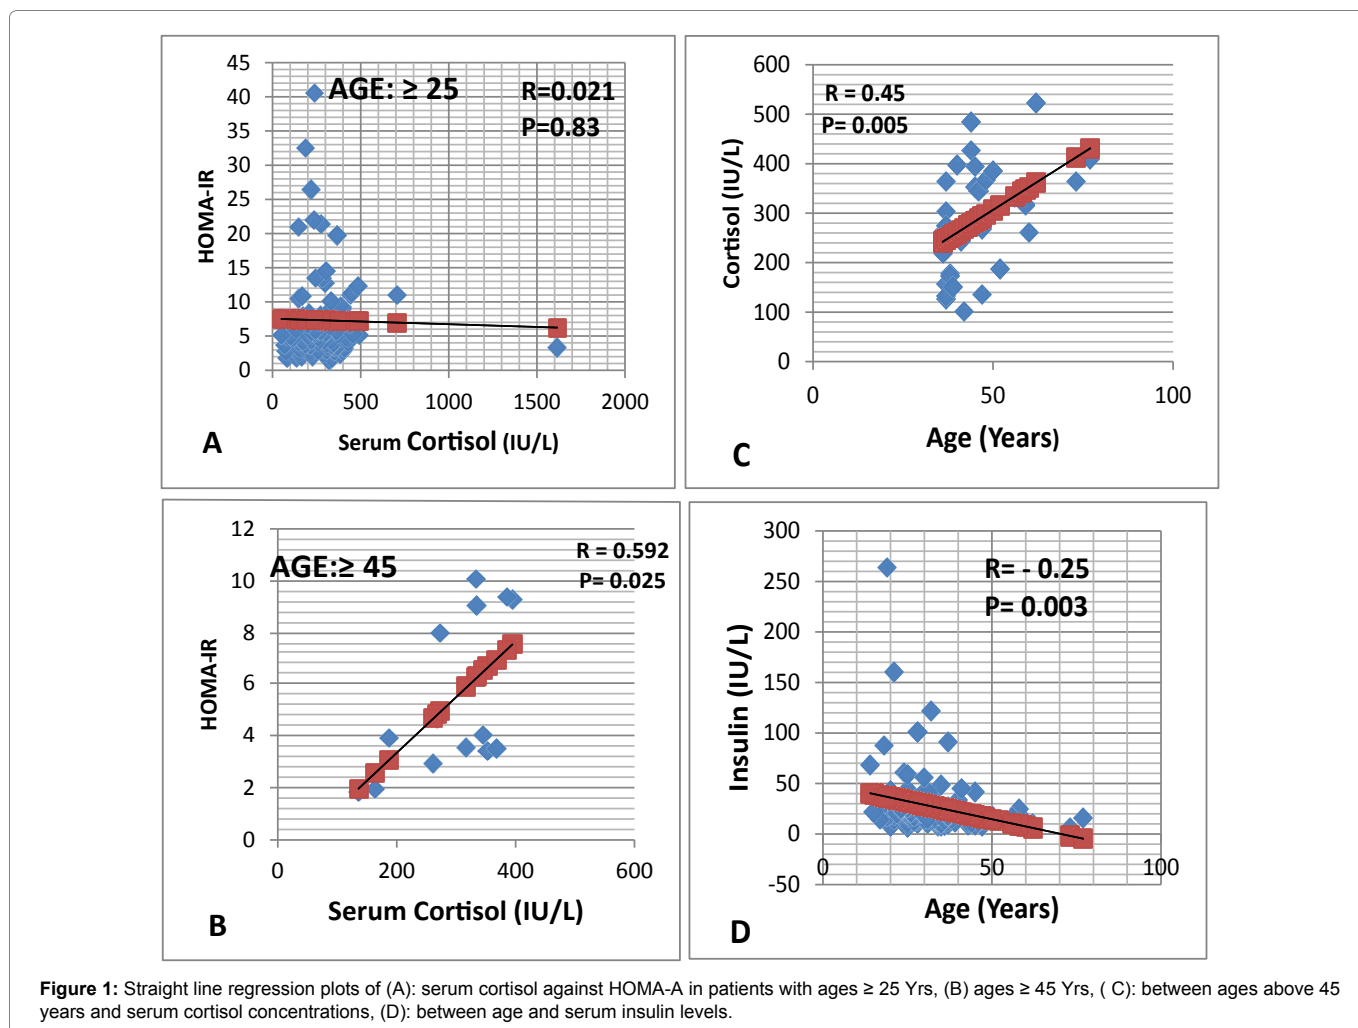 45
40
35
30
25
20
15
10
5
0
HOMA-IR
AGE: ≥ 25
R=0.021
P=0.83
0 500 1000 1500 2000
A
Serum Cortisol (IU/L)
600
500
400
300
200
100
0
Cortisol (IU/L)
R = 0.45
P= 0.005
0 50 100
C
Age (Years)
12
10
8
6
4
2
0
HOMA-IR
AGE:≥ 45
R = 0.592
P= 0.025
0 200 400 600
B
Serum Cortisol (IU/L)
300
250
200
150
100
50
0
-50
Insulin (IU/L)
R= - 0.25
P= 0.003
0 50 100
D
Age (Years)
Figure 1: Straight line regression plots of (A): serum cortisol against HOMA-A in patients with ages ≥ 25 Yrs, (B) ages ≥ 45 Yrs, ( C): between ages above 45
years and serum cortisol concentrations, (D): between age and serum insulin levels.